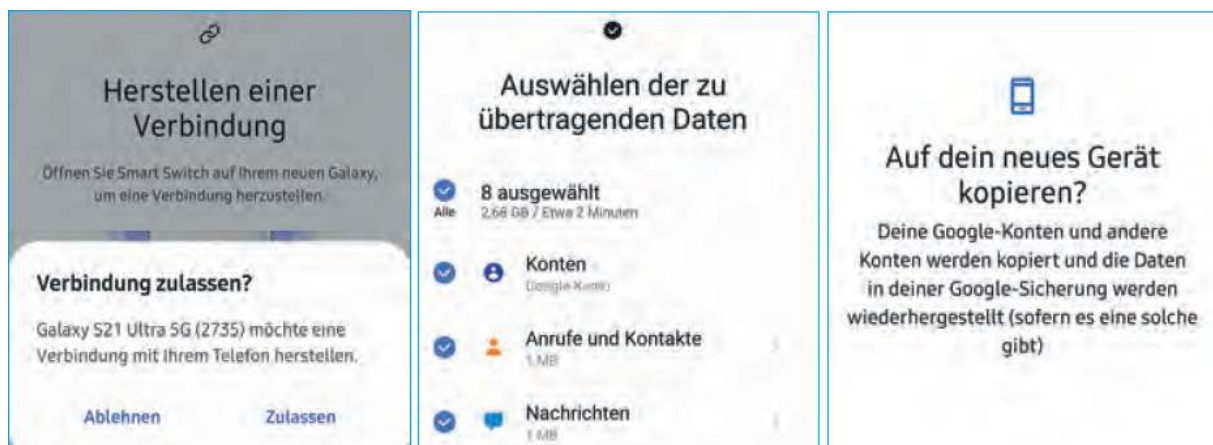 Herstellen einer
Verbindung
Öffnen Sie Smart Switch auf Ihrem neuen Galaxy,
um eine Verbindung herzustellen.
Verbindung zulassen?
Galaxy S21 Ultra 5G (2735) möchte eine
Verbindung mit Ihrem Telefon herstellen.
Ablehnen Zulassen
Auswählen der zu
übertragenden Daten
8 ausgewählt
Alle 2,68 GB / Etwa 2 Minuten
Konten
Google-Konto
Anrufe und Kontakte
1 MB
Nachrichten
1 MB
Auf dein neues Gerät
kopieren?
Deine Google-Konten und andere
Konten werden kopiert und die Daten
in deiner Google-Sicherung werden
wiederhergestellt (sofern es eine solche
gibt)